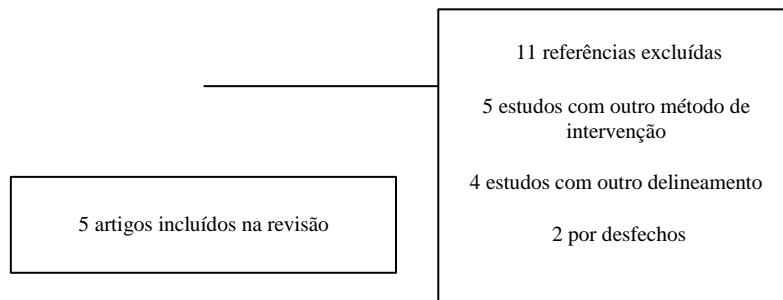 11 referências excluídas
5 estudos com outro método de
intervenção
4 estudos com outro delineamento
2 por desfechos
5 artigos incluídos na revisão